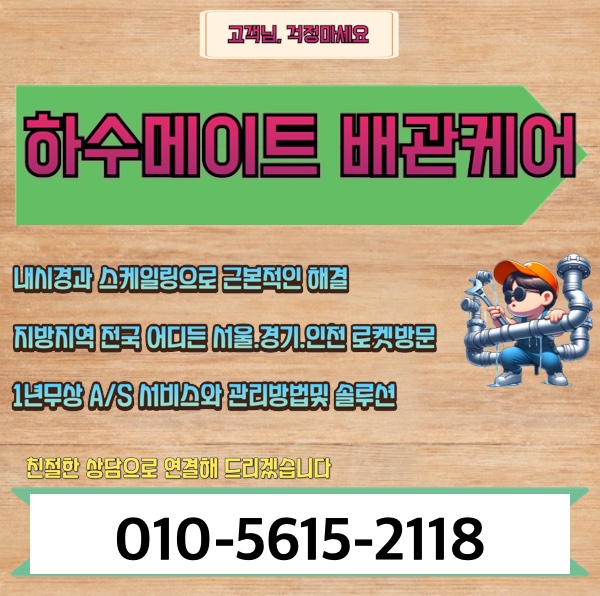 고객님, 걱정마세요
하수메이트 배관케어
내시경과 스케일링으로 근본적인 해결
지방지역 전국 어디든 서울.경기.인천 로켓방문
1년무상 A/S 서비스와 관리방법및 솔루션
친절한 상담으로 연결해 드리겠습니다
010-5615-2118